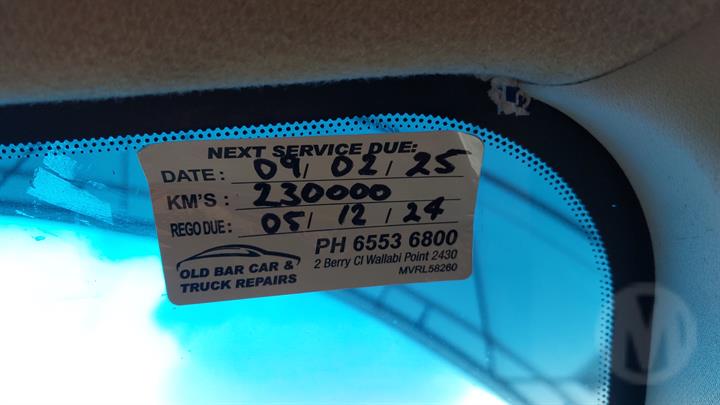 NEXT SERVICE DUE:
DATE: 09/02/25
KM'S: 230000
REGO DUE: 05/12/24
OLD BAR CAR &
TRUCK REPAIRS
PH 6553 6800
2 Berry Cl Wallabi Point 2430
MVRL58260
M